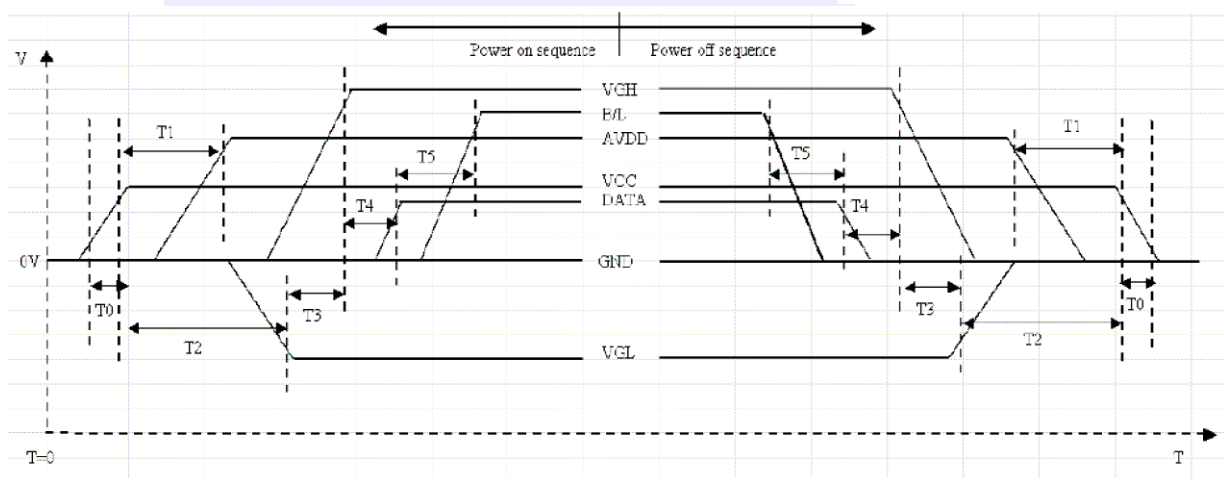 Power on sequence
Power off sequence
V
VGH
B/L
T1
AVDD
T1
T5
T5
VCC
DATA
T4
T4
0V
GND
T0
T3
T3
T0
T2
T2
VGL
T=0
T